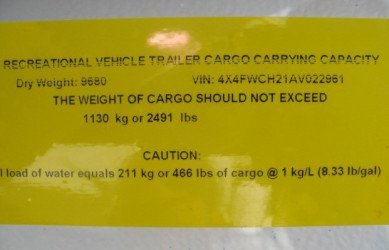 RECREATIONAL VEHICLE TRAILER CARGO CARRYING CAPACITY
Dry Weight: 9680 VIN: 4X4FWCH21AV022961
THE WEIGHT OF CARGO SHOULD NOT EXCEED
1130 kg or 2491 lbs
CAUTION:
load of water equals 211 kg or 466 lbs of cargo @ 1 kg/L (8.33 lb/gal)